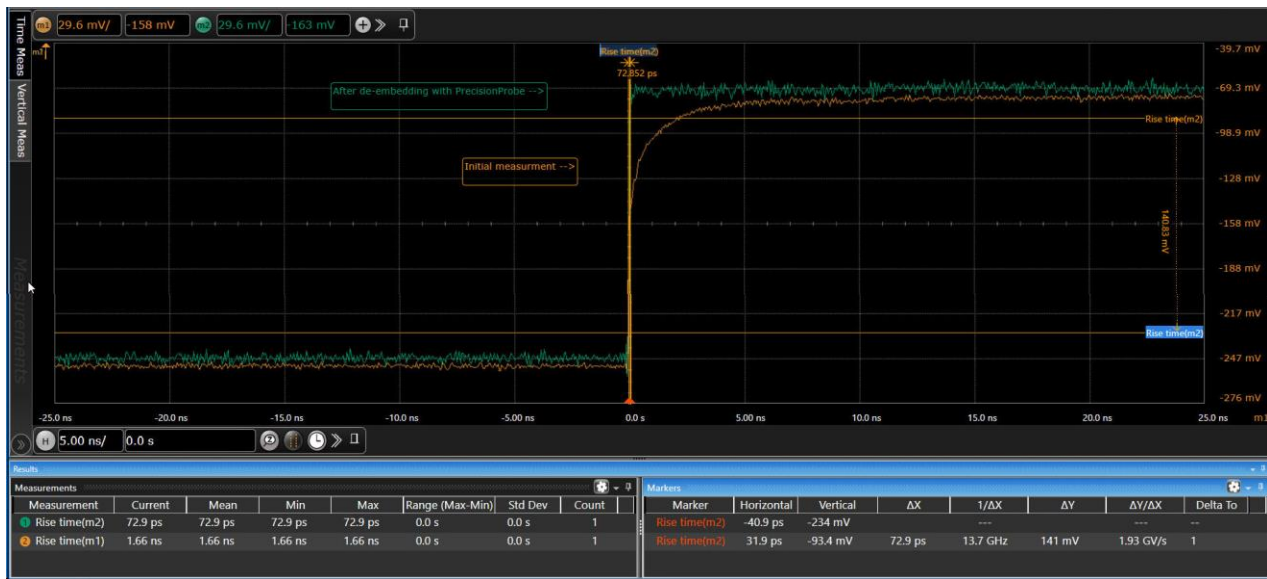 Time Meas
Vertical Meas
Measurements
m1 29.6 mV/ -158 mV m2 29.6 mV/ -163 mV
m1
Rise time(m2)
72.852 ps
After de-embedding with PrecisionProbe -->
Initial measurment -->
Rise time(m2)
140.83 mV
Rise time(m2)
-39.7 mV
-69.3 mV
-98.9 mV
-128 mV
-158 mV
-188 mV
-217 mV
-247 mV
-276 mV
-25.0 ns -20.0 ns -15.0 ns -10.0 ns -5.00 ns 0.0 s 5.00 ns 10.0 ns 15.0 ns 20.0 ns 25.0 ns m1
H 5.00 ns/ 0.0 s
Results
Measurements
Measurement Current Mean Min Max Range (Max-Min) Std Dev Count
1 Rise time(m2) 72.9 ps 72.9 ps 72.9 ps 72.9 ps 0.0 s 0.0 s 1
2 Rise time(m1) 1.66 ns 1.66 ns 1.66 ns 1.66 ns 0.0 s 0.0 s 1
Markers
Marker Horizontal Vertical ΔX 1/ΔX ΔY ΔY/ΔX Delta To
Rise time(m2) -40.9 ps -234 mV --- --- --
Rise time(m2) 31.9 ps -93.4 mV 72.9 ps 13.7 GHz 141 mV 1.93 GV/s 1